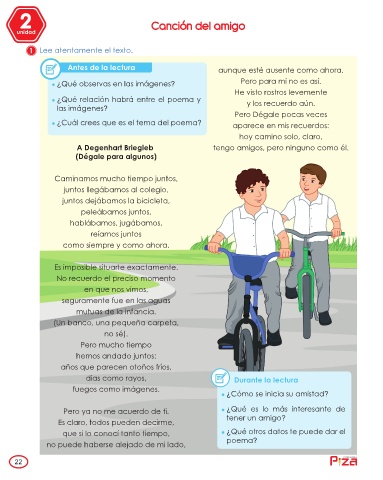 2
unidad
Canción del amigo
1 Lee atentamente el texto.
Antes de la lectura
¿Qué observas en las imágenes?
¿Qué relación habrá entre el poema y
las imágenes?
¿Cuál crees que es el tema del poema?
A Degenhart Briegleb
(Dégale para algunos)
Caminamos mucho tiempo juntos,
juntos llegábamos al colegio,
juntos dejábamos la bicicleta,
peleábamos juntos,
hablábamos, jugábamos,
reíamos juntos
como siempre y como ahora.
Es imposible situarte exactamente.
No recuerdo el preciso momento
en que nos vimos,
seguramente fue en las aguas
mutuas de la infancia.
(Un banco, una pequeña carpeta,
no sé).
Pero mucho tiempo
hemos andado juntos;
años que parecen otoños fríos,
días como rayos,
fuegos como imágenes.
Pero ya no me acuerdo de ti.
Es claro, todos pueden decirme,
que si lo conocí tanto tiempo,
no puede haberse alejado de mi lado,
aunque esté ausente como ahora.
Pero para mí no es así.
He visto rostros levemente
y los recuerdo aún.
Pero Dégale pocas veces
aparece en mis recuerdos:
hoy camino solo, claro,
tengo amigos, pero ninguno como él.
Durante la lectura
¿Cómo se inicia su amistad?
¿Qué es lo más interesante de
tener un amigo?
¿Qué otros datos te puede dar el
poema?
22
Piza